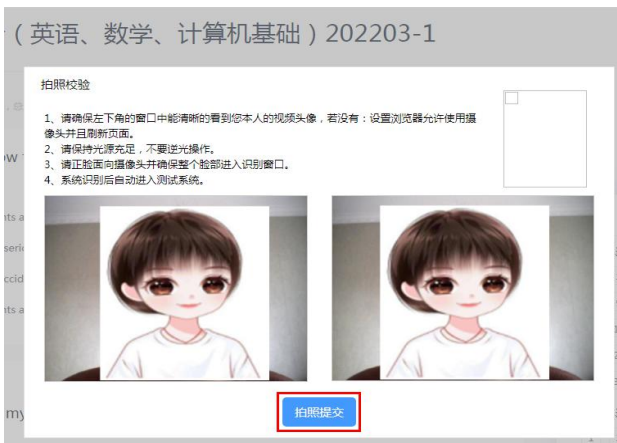 （英语、数学、计算机基础）202203-1
拍照校验
1、请确保左下角的窗口中能清晰的看到您本人的视频头像，若没有：设置浏览器允许使用摄
像头并且刷新页面。
2、请保持光源充足，不要逆光操作。
3、请正脸面向摄像头并确保整个脸部进入识别窗口。
4、系统识别后自动进入测试系统。
ow
nts a
serio
ccid
nts a
my
拍照提交